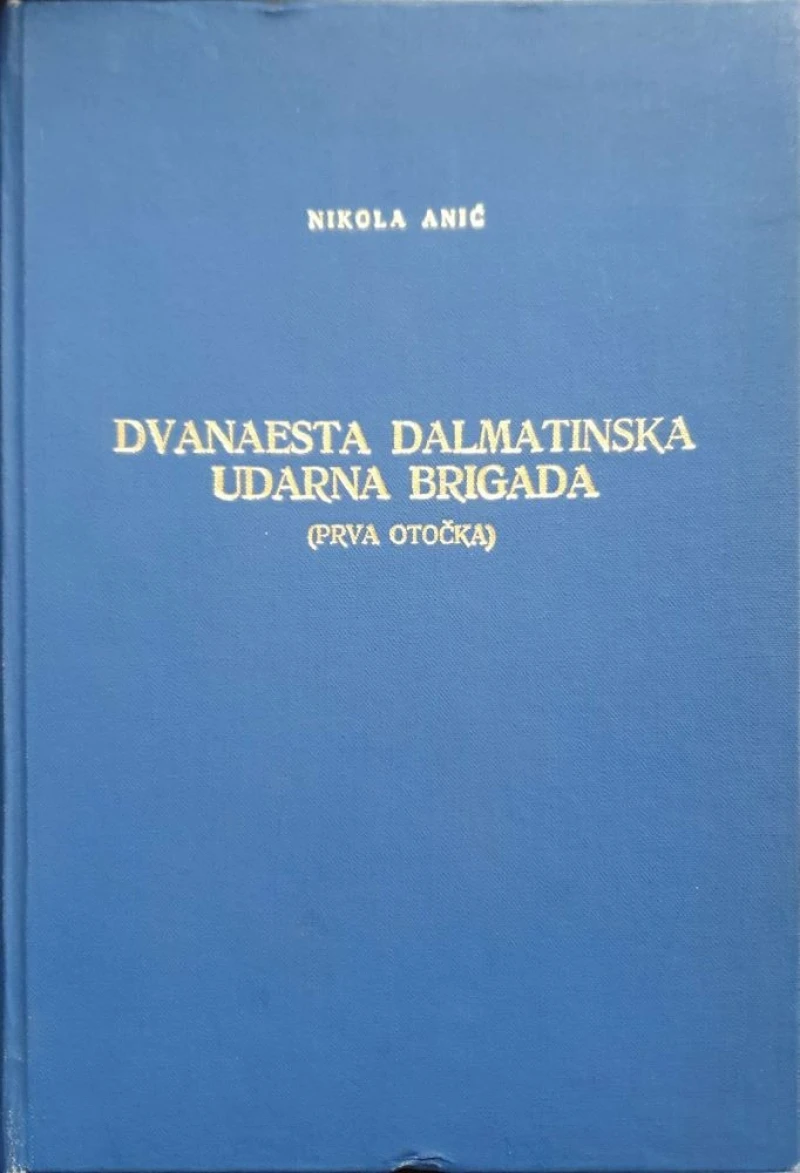 NIKOLA ANIĆ
DVANAESTA DALMATINSKA
UDARNA BRIGADA
(PRVA OTOČKA)